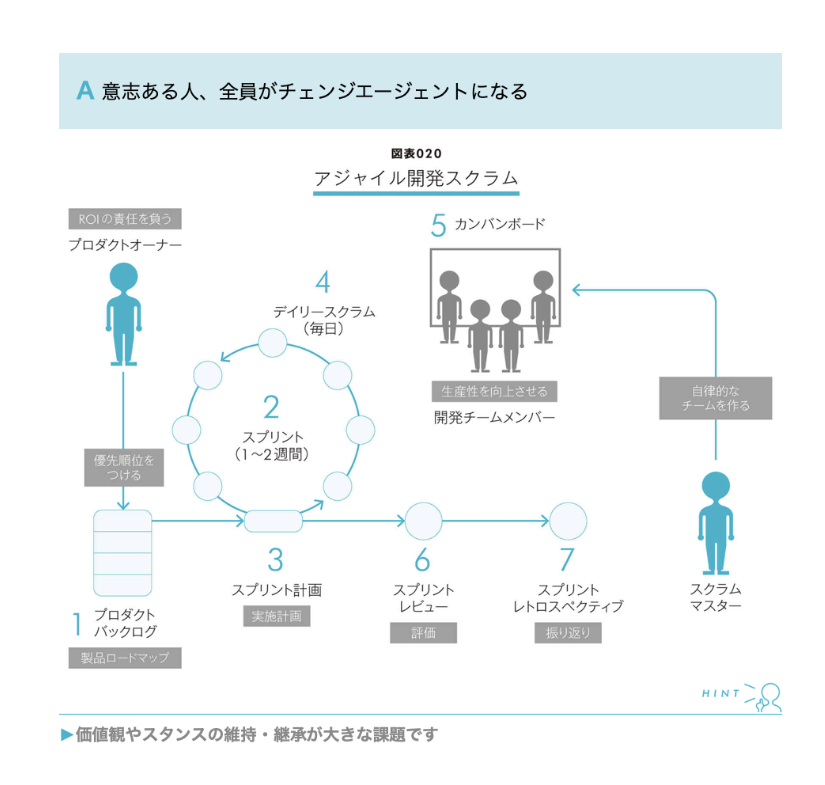 A 意志ある人、全員がチェンジエージェントになる
図表020
アジャイル開発スクラム
ROIの責任を負う
プロダクトオーナー
優先順位を
つける
1 プロダクト
バックログ
製品ロードマップ
4
デイリースクラム
（毎日）
2
スプリント
（1〜2週間）
3
スプリント計画
実施計画
5 カンバンボード
生産性を向上させる
開発チームメンバー
6
スプリント
レビュー
評価
7
スプリント
レトロスペクティブ
振り返り
自律的な
チームを作る
スクラム
マスター
HINT
▶価値観やスタンスの維持・継承が大きな課題です